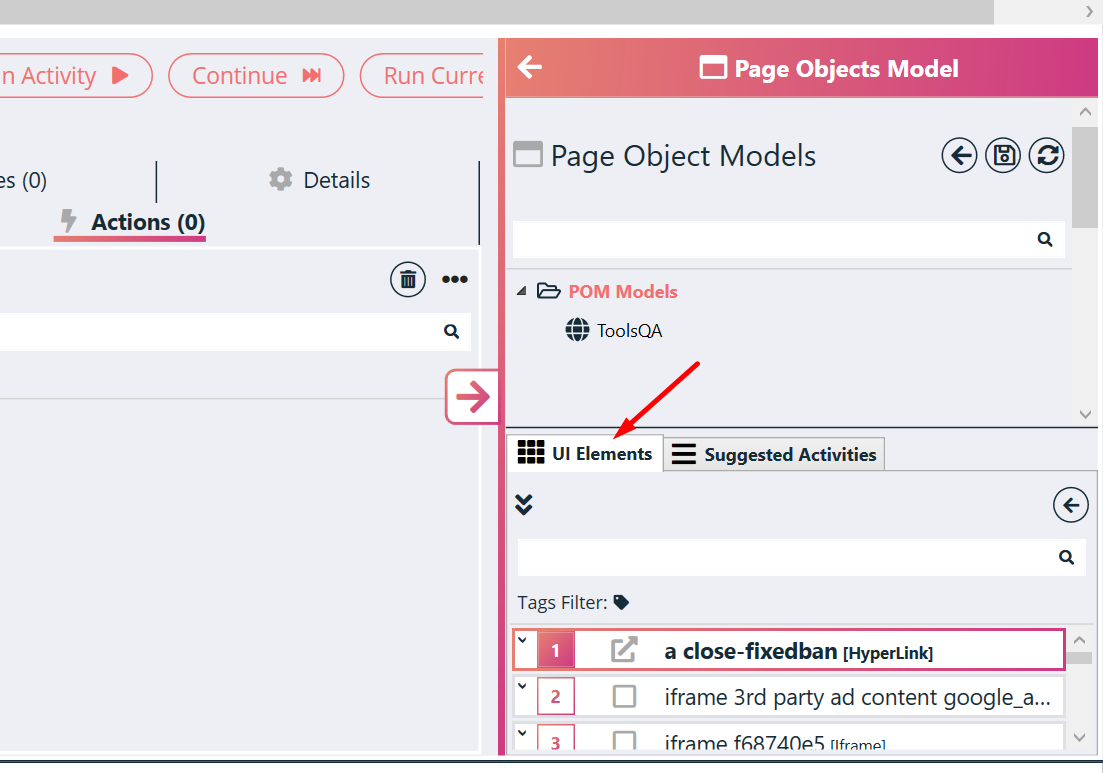 n Activity
Continue
Run Curre
Page Objects Model
Page Object Models
es (0)
Details
Actions (0)
POM Models
ToolsQA
UI Elements
Suggested Activities
Tags Filter:
1 a close-fixedban [HyperLink]
2 iframe 3rd party ad content google_a...
3 iframe f68740e5 [Iframe]